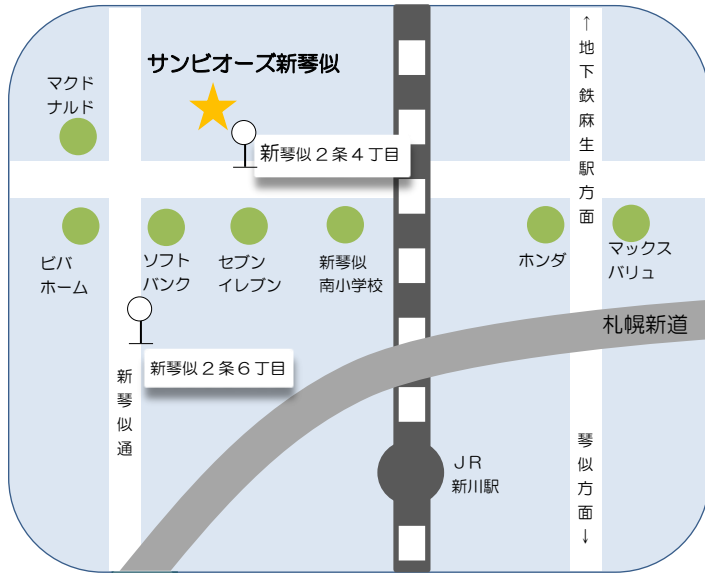 サンビオーズ新琴似
マクド
ナルド
新琴似２条４丁目
↑地下鉄麻生駅方面
ビバ
ホーム
ソフト
バンク
セブン
イレブン
新琴似
南小学校
ホンダ
マックス
バリュ
札幌新道
新琴似２条６丁目
新琴似通
ＪＲ
新川駅
琴似方面↓